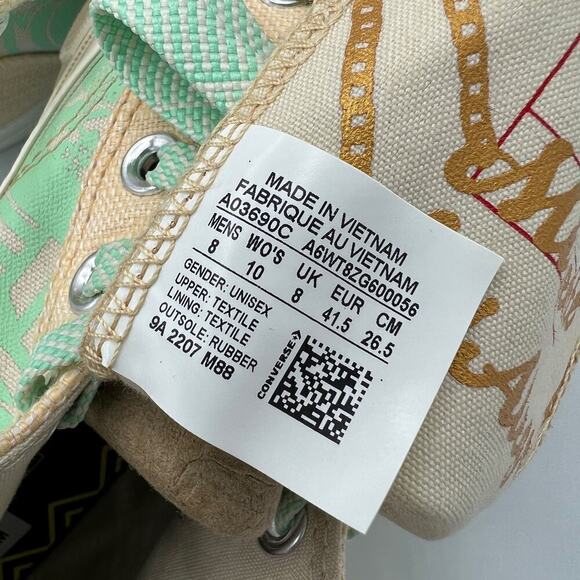 MADE IN VIETNAM
FABRIQUE AU VIETNAM
A03690C A6WT8ZG600056
MENS WO'S UK EUR CM
8 10 8 41.5 26.5
GENDER: UNISEX
UPPER: TEXTILE
LINING: TEXTILE
OUTSOLE: RUBBER
9A 2207 M88
CONVERSE